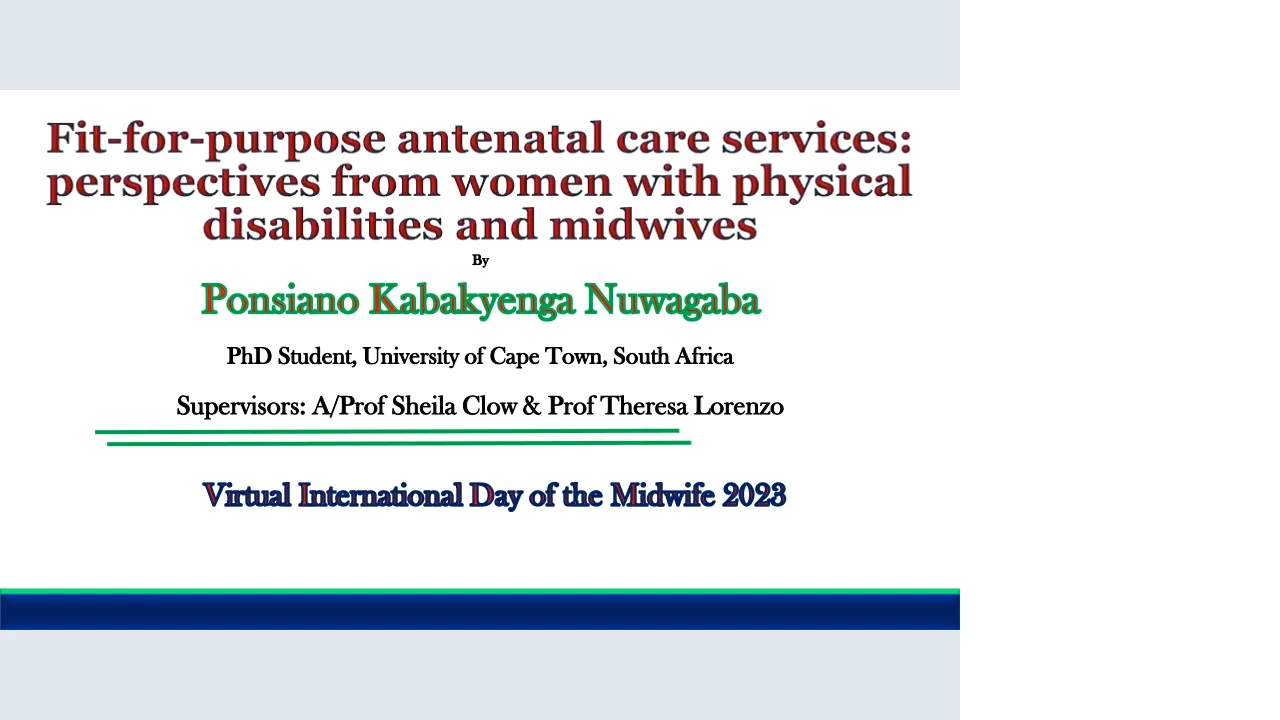 Fit-for-purpose antenatal care services:
perspectives from women with physical
disabilities and midwives
By
Ponsiano Kabakyenga Nuwagaba
PhD Student, University of Cape Town, South Africa
Supervisors: A/Prof Sheila Clow & Prof Theresa Lorenzo
Virtual International Day of the Midwife 2023